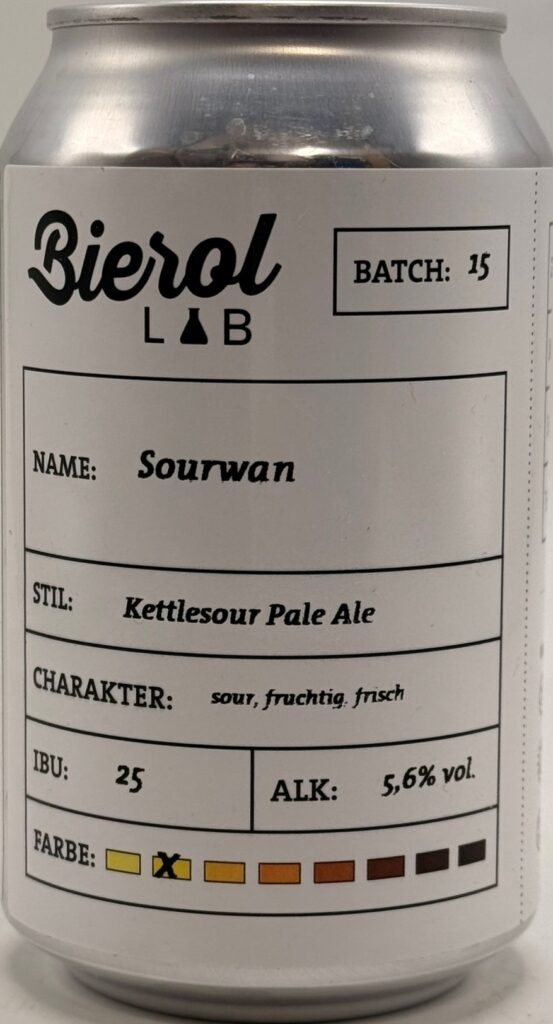 Bierol
LAB
BATCH: 15
NAME: Sourwan
STIL: Kettlesour Pale Ale
CHARAKTER: sour, fruchtig, frisch
IBU: 25
ALK: 5,6% vol.
FARBE: X